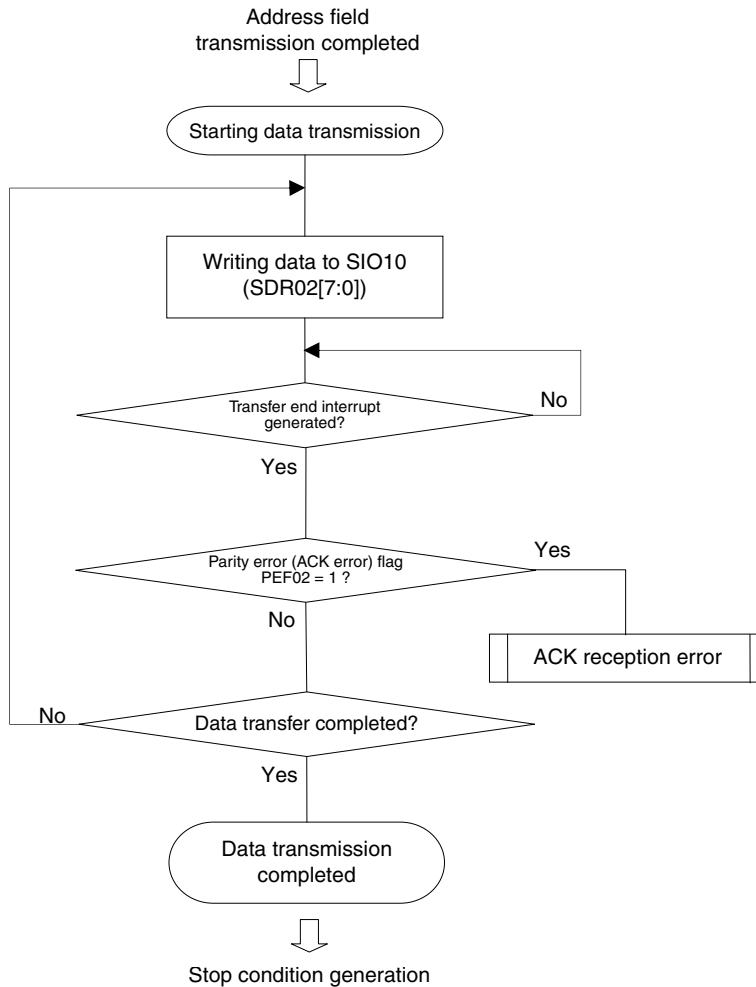 Address field
transmission completed
Starting data transmission
Writing data to SIO10
(SDR02[7:0])
Transfer end interrupt
generated?
No
Yes
Parity error (ACK error) flag
PEF02 = 1 ?
Yes
No
ACK reception error
No
Data transfer completed?
Yes
Data transmission
completed
Stop condition generation